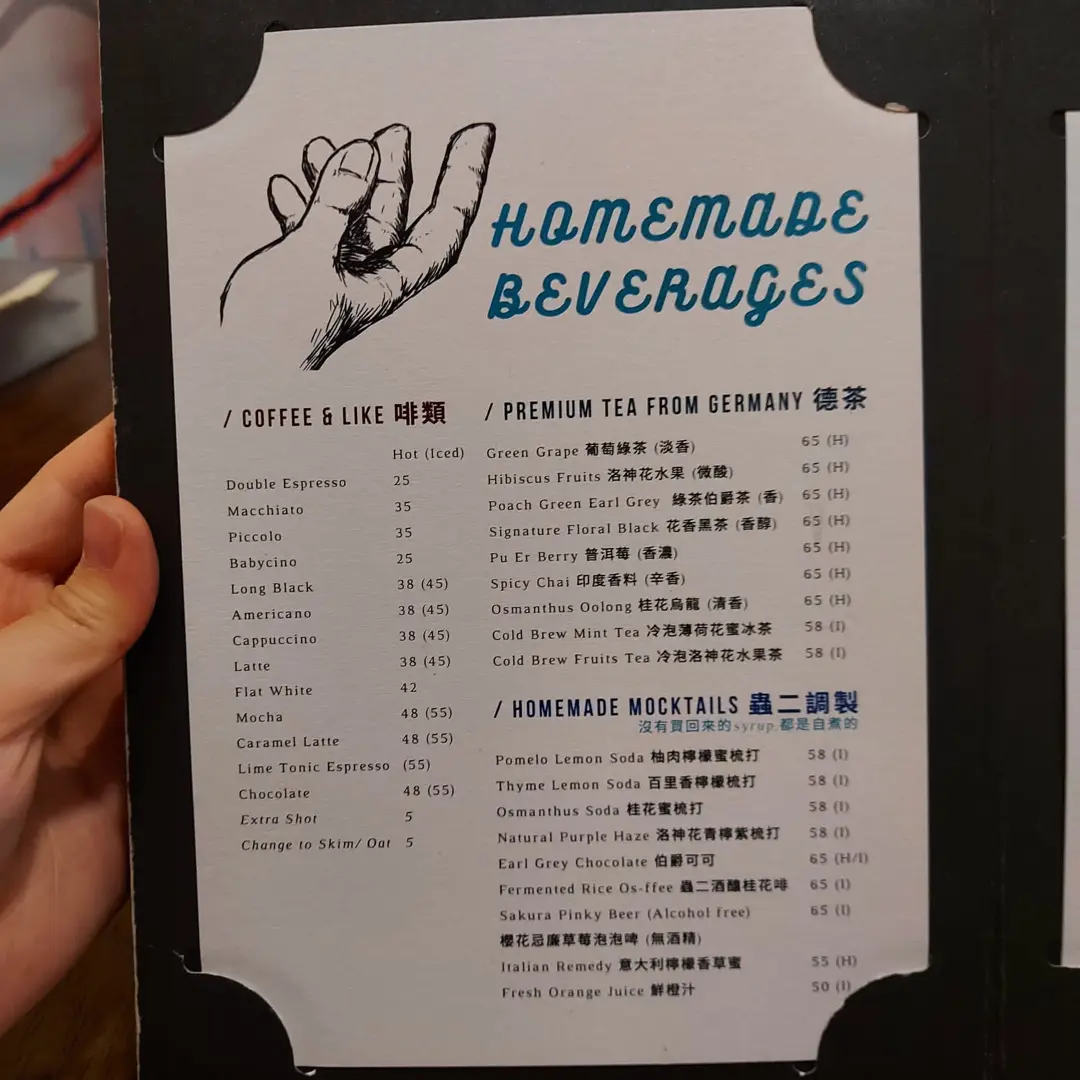 HOMEMADE
BEVERAGES
/ COFFEE & LIKE 啡類
Hot (Iced)
Double Espresso 25
Macchiato 35
Piccolo 35
Babycino 25
Long Black 38 (45)
Americano 38 (45)
Cappuccino 38 (45)
Latte 38 (45)
Flat White 42
Mocha 48 (55)
Caramel Latte 48 (55)
Lime Tonic Espresso (55)
Chocolate 48 (55)
Extra Shot 5
Change to Skim/ Oat 5
/ PREMIUM TEA FROM GERMANY 德茶
Green Grape 葡萄綠茶 (淡香) 65 (H)
Hibiscus Fruits 洛神花水果 (微酸) 65 (H)
Poach Green Earl Grey 綠茶伯爵茶 (香) 65 (H)
Signature Floral Black 花香黑茶 (香醇) 65 (H)
Pu Er Berry 普洱莓 (香濃) 65 (H)
Spicy Chai 印度香料 (辛香) 65 (H)
Osmanthus Oolong 桂花烏龍 (清香) 65 (H)
Cold Brew Mint Tea 冷泡薄荷花蜜冰茶 58 (I)
Cold Brew Fruits Tea 冷泡洛神花水果茶 58 (I)
/ HOMEMADE MOCKTAILS 蟲二調製
沒有買回來的syrup,都是自煮的
Pomelo Lemon Soda 柚肉檸檬蜜梳打 58 (I)
Thyme Lemon Soda 百里香檸檬梳打 58 (I)
Osmanthus Soda 桂花蜜梳打 58 (I)
Natural Purple Haze 洛神花青檸紫梳打 58 (I)
Earl Grey Chocolate 伯爵可可 65 (H/I)
Fermented Rice Os-ffee 蟲二酒釀桂花啡 65 (I)
Sakura Pinky Beer (Alcohol free) 65 (I)
櫻花忌廉草莓泡泡啤 (無酒精)
Italian Remedy 意大利檸檬香草蜜 55 (H)
Fresh Orange Juice 鮮橙汁 50 (I)